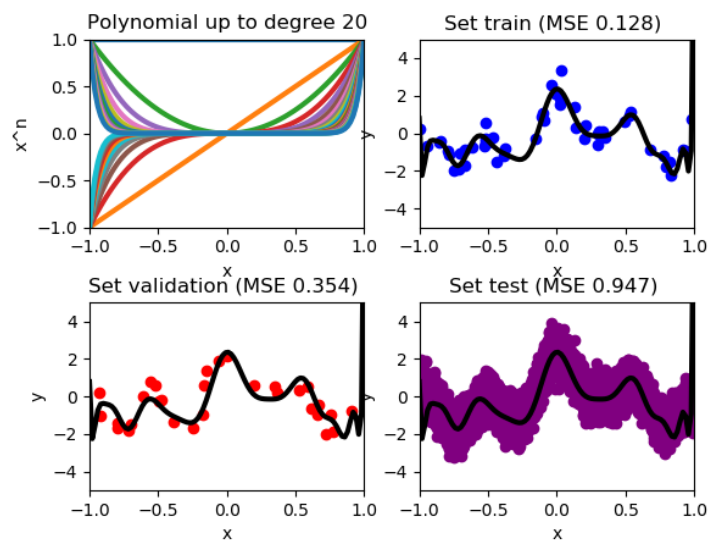 Polynomial up to degree 20
1.0
0.5
0.0
−0.5
−1.0
x^n
−1.0 −0.5 0.0 0.5 1.0
x
Set train (MSE 0.128)
4
2
0
−2
−4
y
−1.0 −0.5 0.0 0.5 1.0
x
Set validation (MSE 0.354)
4
2
0
−2
−4
y
−1.0 −0.5 0.0 0.5 1.0
x
Set test (MSE 0.947)
4
2
0
−2
−4
y
−1.0 −0.5 0.0 0.5 1.0
x